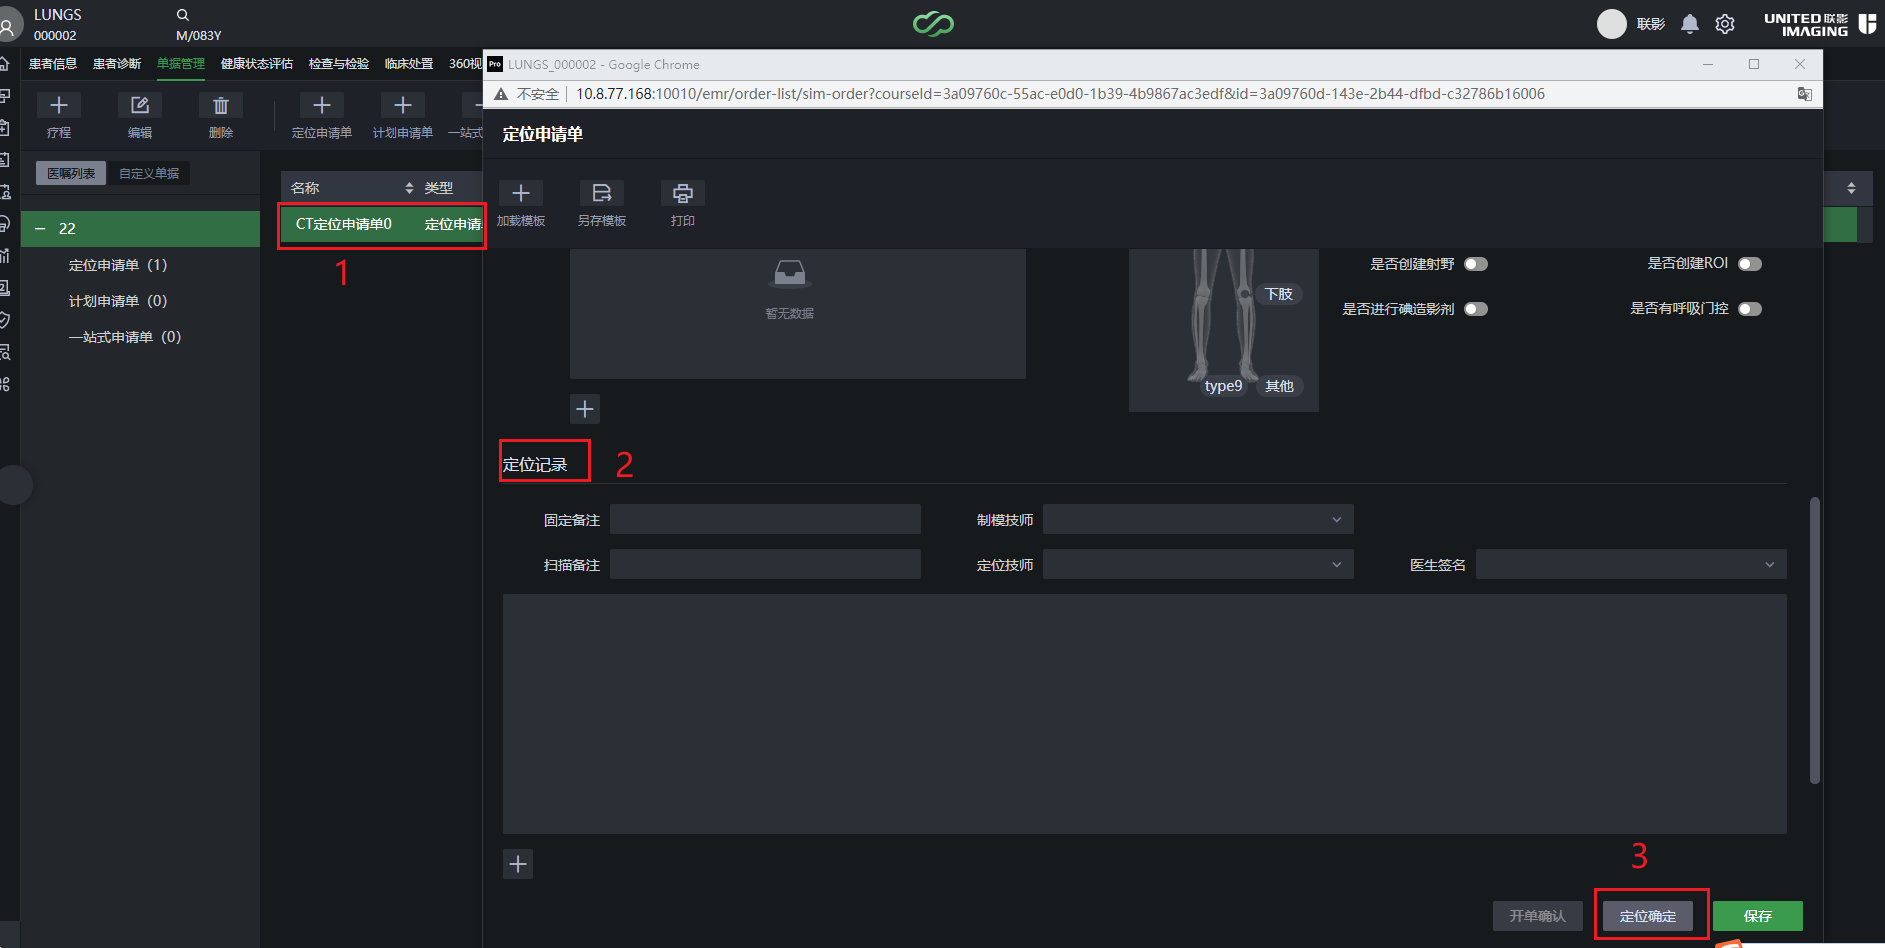 LUNGS
000002
M/083Y
联影
UNITED 联影
IMAGING
患者信息 患者诊断 单据管理 健康状态评估 检查与检验 临床处置 360视
疗程 编辑 删除 定位申请单 计划申请单 一站式
医嘱列表 自定义单据
22
定位申请单 (1)
计划申请单 (0)
一站式申请单 (0)
名称 类型
CT定位申请单0 定位申请
1
Pro LUNGS_000002 - Google Chrome
不安全 10.8.77.168:10010/emr/order-list/sim-order?courseId=3a09760c-55ac-e0d0-1b39-4b9867ac3edf&id=3a09760d-143e-2b44-dfbd-c32786b16006
定位申请单
加载模板 另存模板 打印
暂无数据
下肢
type9 其他
是否创建射野 是否创建ROI
是否进行碘造影剂 是否有呼吸门控
定位记录 2
固定备注 制模技师
扫描备注 定位技师 医生签名
3
开单确认 定位确定 保存